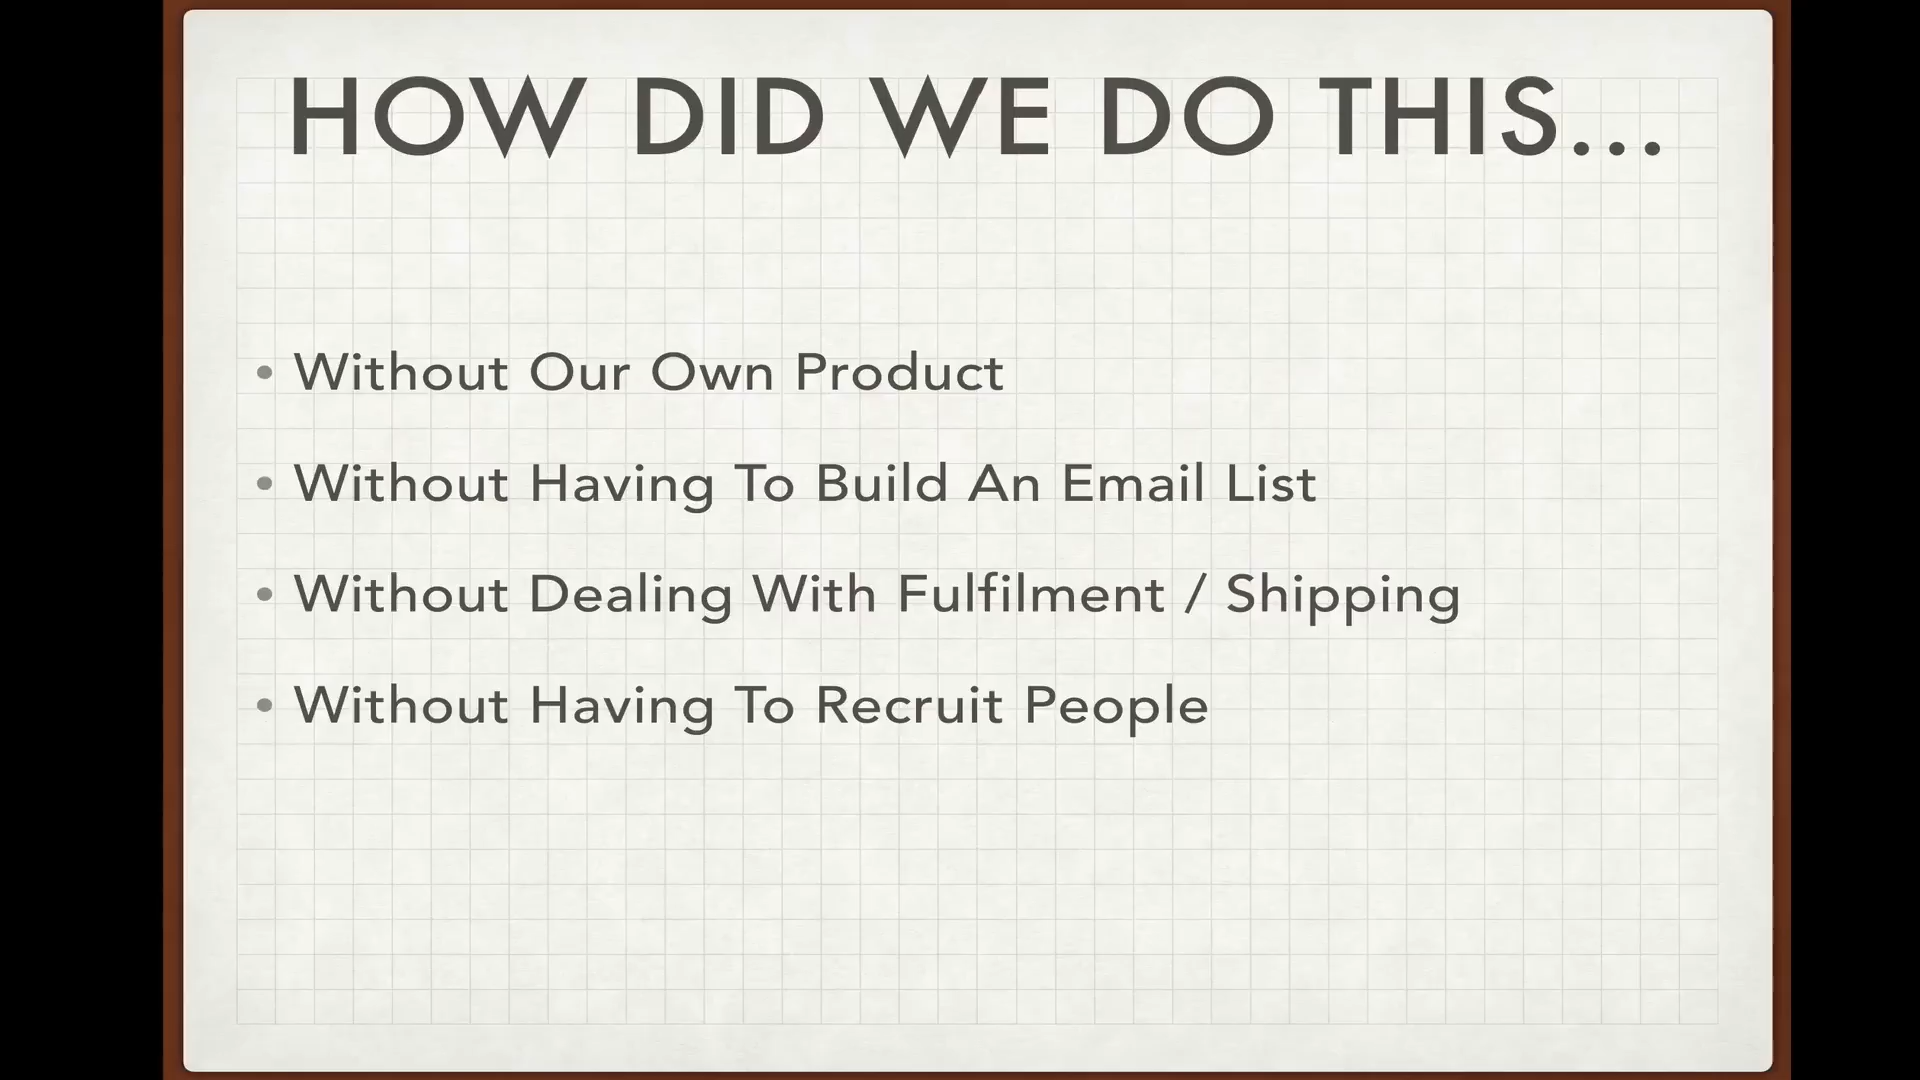 HOW DID WE DO THIS...
• Without Our Own Product
• Without Having To Build An Email List
• Without Dealing With Fulfilment / Shipping
• Without Having To Recruit People